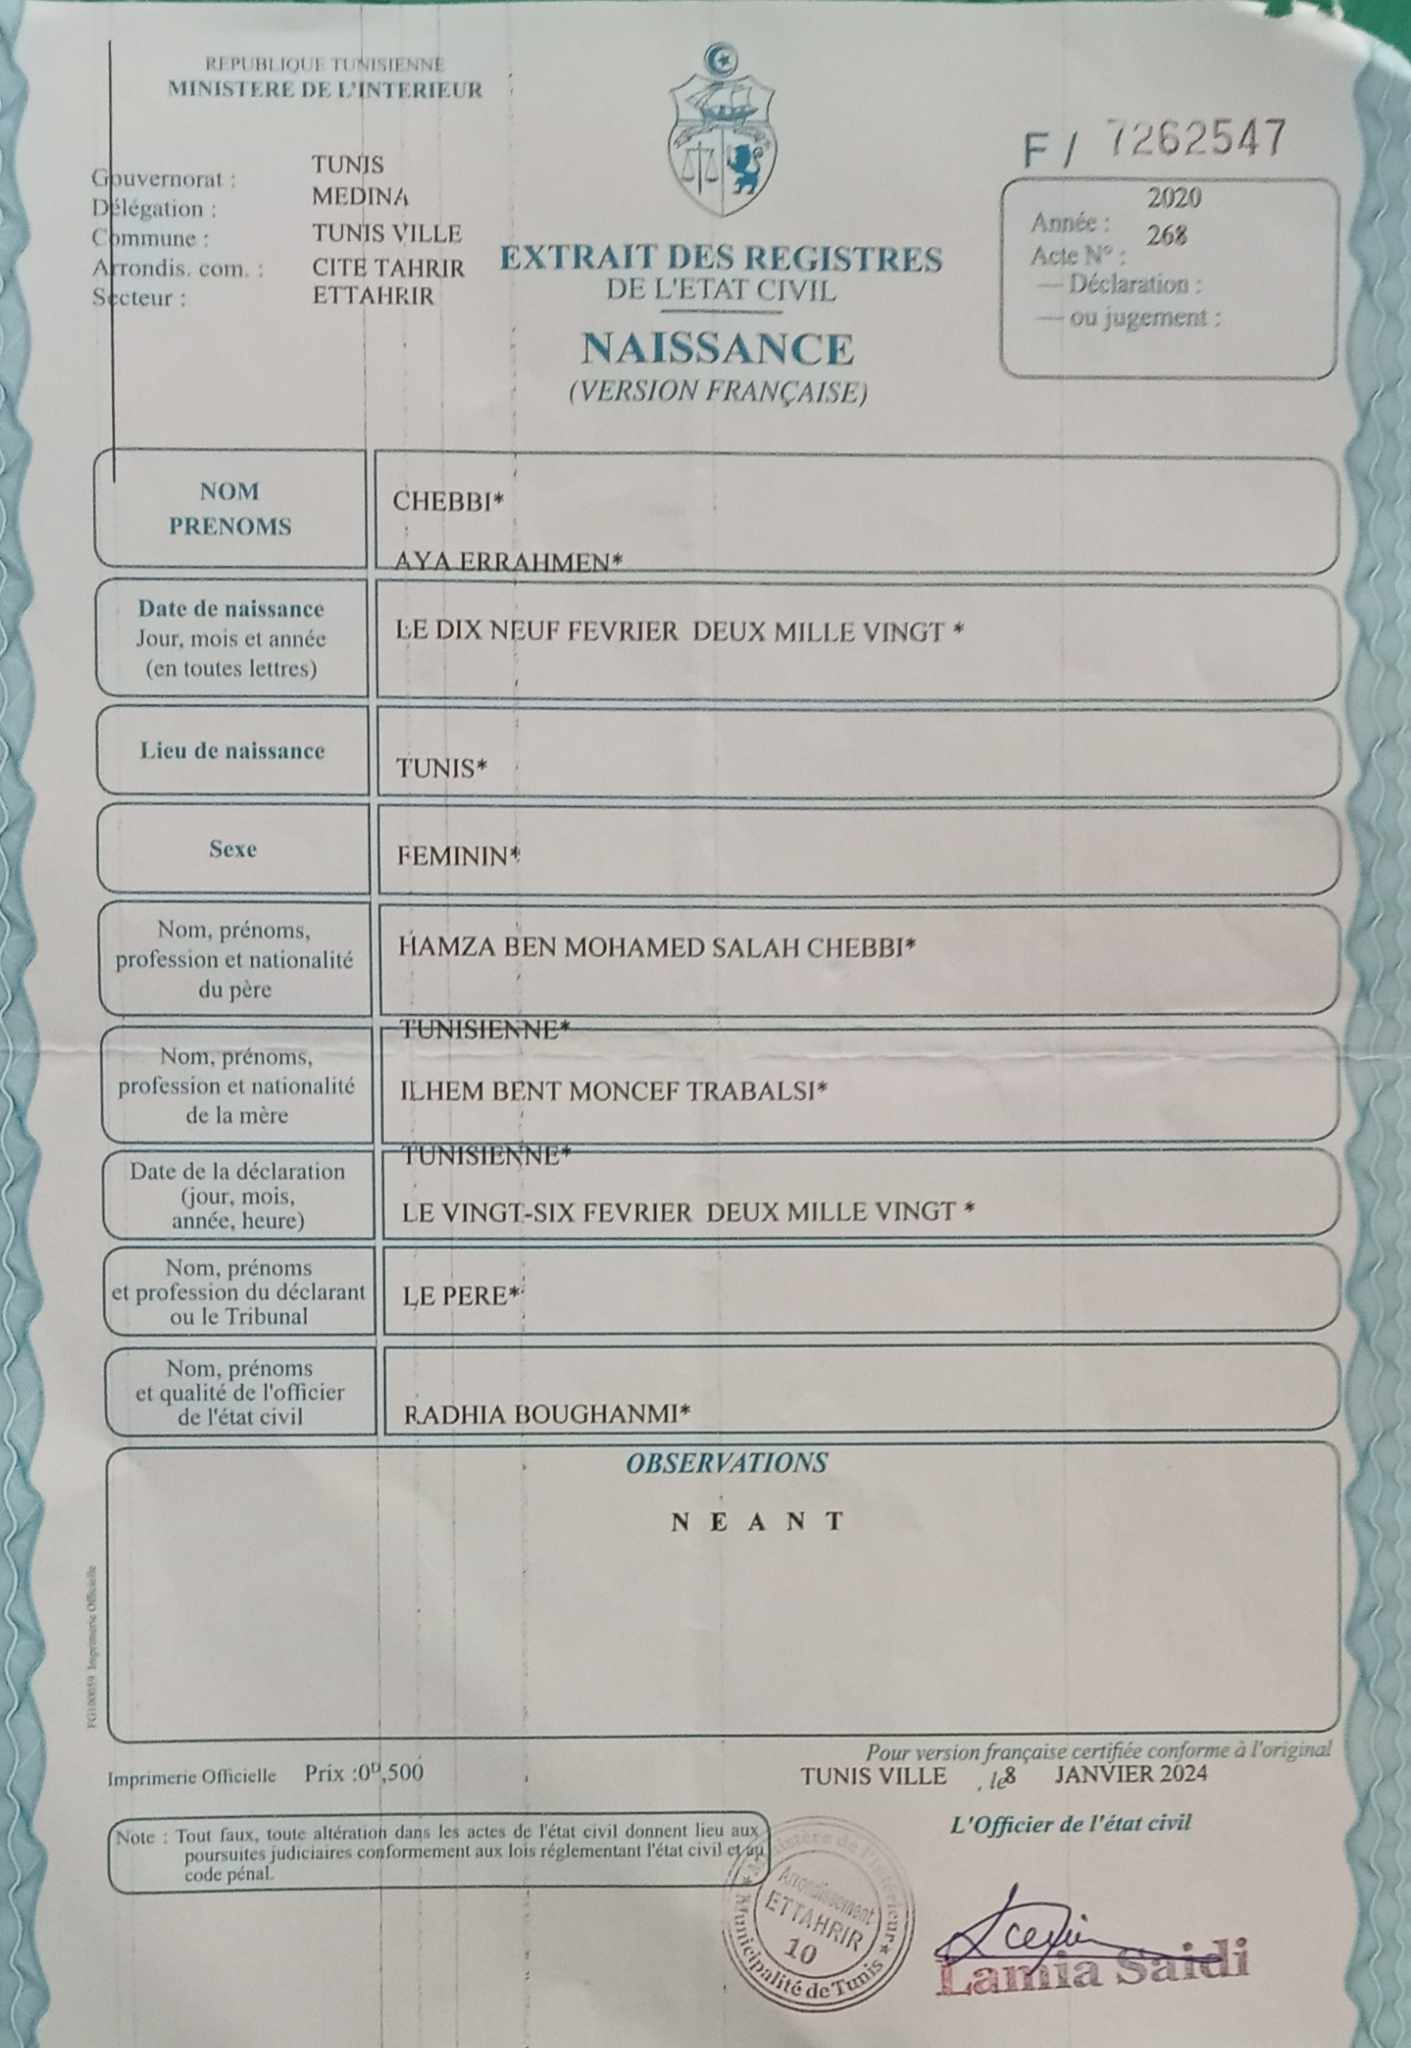 REPUBLIQUE TUNISIENNE
MINISTERE DE L'INTERIEUR
F / 7262547
Gouvernorat : TUNIS
Délégation : MEDINA
Commune : TUNIS VILLE
Arrondis. com. : CITE TAHRIR
Secteur : ETTAHRIR
EXTRAIT DES REGISTRES
DE L'ETAT CIVIL
NAISSANCE
(VERSION FRANÇAISE)
Année : 2020
Acte N° : 268
— Déclaration :
— ou jugement :
NOM
PRENOMS
CHEBBI*
AYA ERRAHMEN*
Date de naissance
Jour, mois et année
(en toutes lettres)
LE DIX NEUF FEVRIER DEUX MILLE VINGT *
Lieu de naissance
TUNIS*
Sexe
FEMININ*
Nom, prénoms,
profession et nationalité
du père
HAMZA BEN MOHAMED SALAH CHEBBI*
TUNISIENNE*
Nom, prénoms,
profession et nationalité
de la mère
ILHEM BENT MONCEF TRABALSI*
TUNISIENNE*
Date de la déclaration
(jour, mois,
année, heure)
LE VINGT-SIX FEVRIER DEUX MILLE VINGT *
Nom, prénoms
et profession du déclarant
ou le Tribunal
LE PERE*
Nom, prénoms
et qualité de l'officier
de l'état civil
RADHIA BOUGHANMI*
OBSERVATIONS
N E A N T
FG100059 Imprimerie Officielle
Pour version française certifiée conforme à l'original
Imprimerie Officielle Prix :0ᴰ,500
TUNIS VILLE , le 8 JANVIER 2024
L'Officier de l'état civil
Note : Tout faux, toute altération dans les actes de l'état civil donnent lieu aux
poursuites judiciaires conformement aux lois réglementant l'état civil et au
code pénal.
Ministère de l'intérieur
Arrondissement
ETTAHRIR
10
* Municipalité de Tunis *
Lamia Saidi